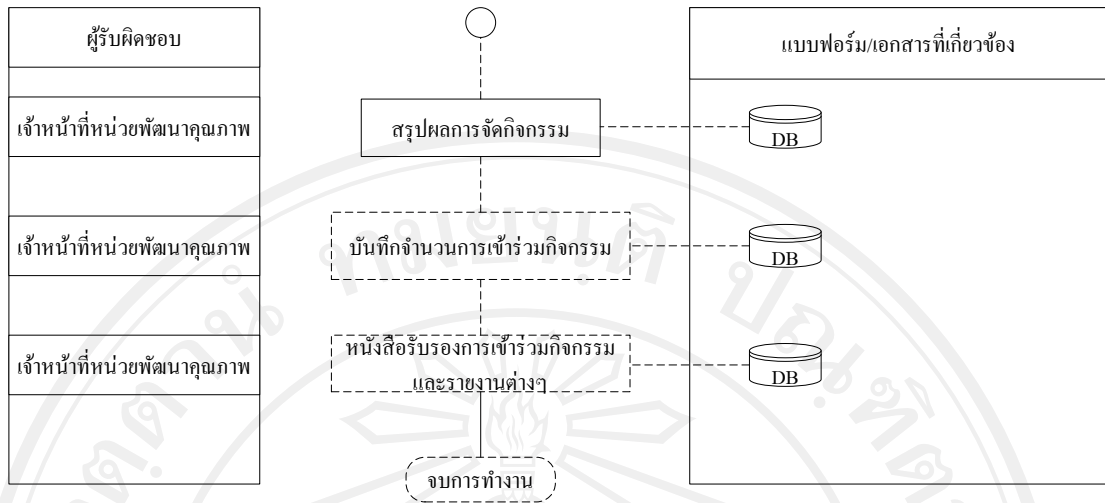 ผู้รับผิดชอบ
แบบฟอร์ม/เอกสารที่เกี่ยวข้อง
เจ้าหน้าที่หน่วยพัฒนาคุณภาพ
สรุปผลการจัดกิจกรรม
DB
เจ้าหน้าที่หน่วยพัฒนาคุณภาพ
บันทึกจำนวนการเข้าร่วมกิจกรรม
DB
เจ้าหน้าที่หน่วยพัฒนาคุณภาพ
หนังสือรับรองการเข้าร่วมกิจกรรม
และรายงานต่างๆ
DB
จบการทำงาน